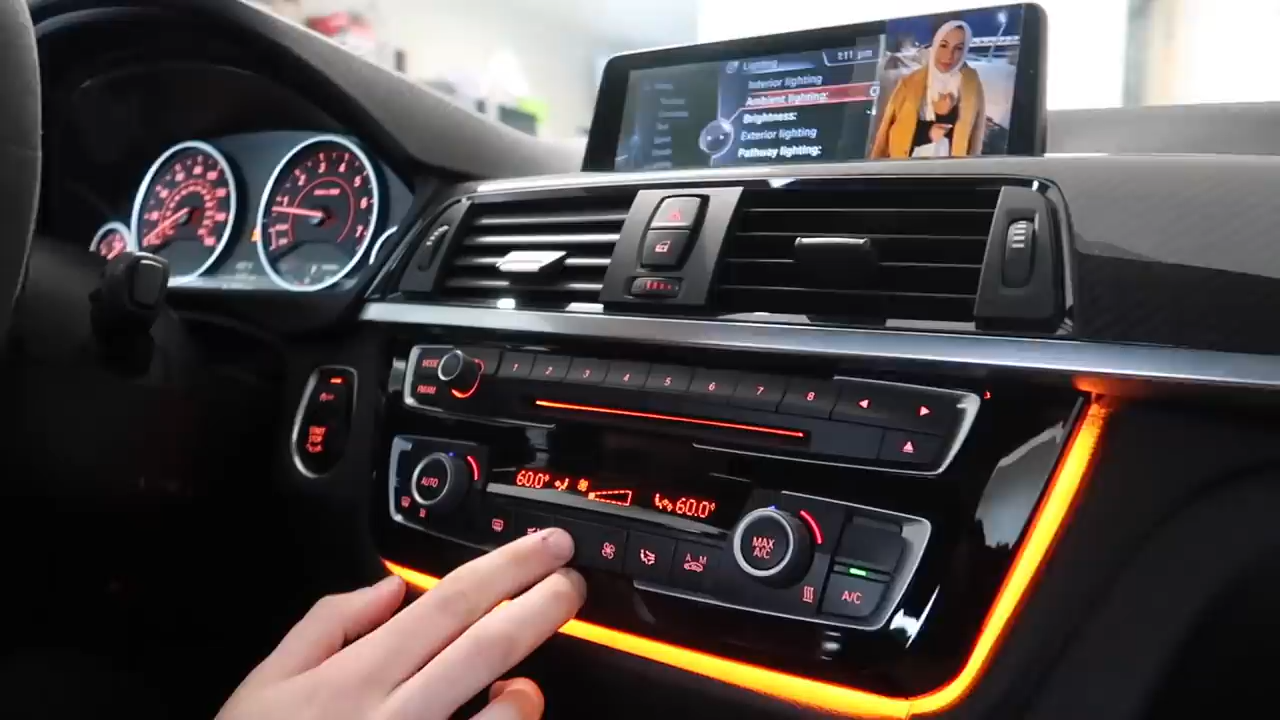 Lighting
1:11 pm
Interior lighting
Ambient lighting:
Brightness:
Exterior lighting
Pathway lighting:
MODE
1 2 3 4 5 6 7 8
START
STOP
AUTO
60.0°
60.0°
MAX
A/C
A M
A/C